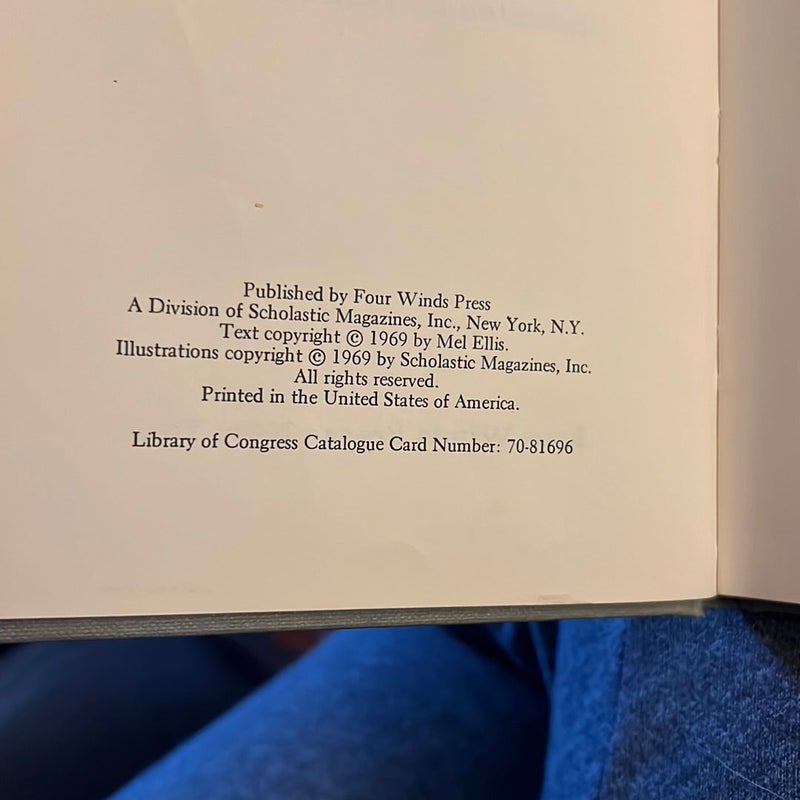 Published by Four Winds Press
A Division of Scholastic Magazines, Inc., New York, N.Y.
Text copyright © 1969 by Mel Ellis.
Illustrations copyright © 1969 by Scholastic Magazines, Inc.
All rights reserved.
Printed in the United States of America.
Library of Congress Catalogue Card Number: 70-81696